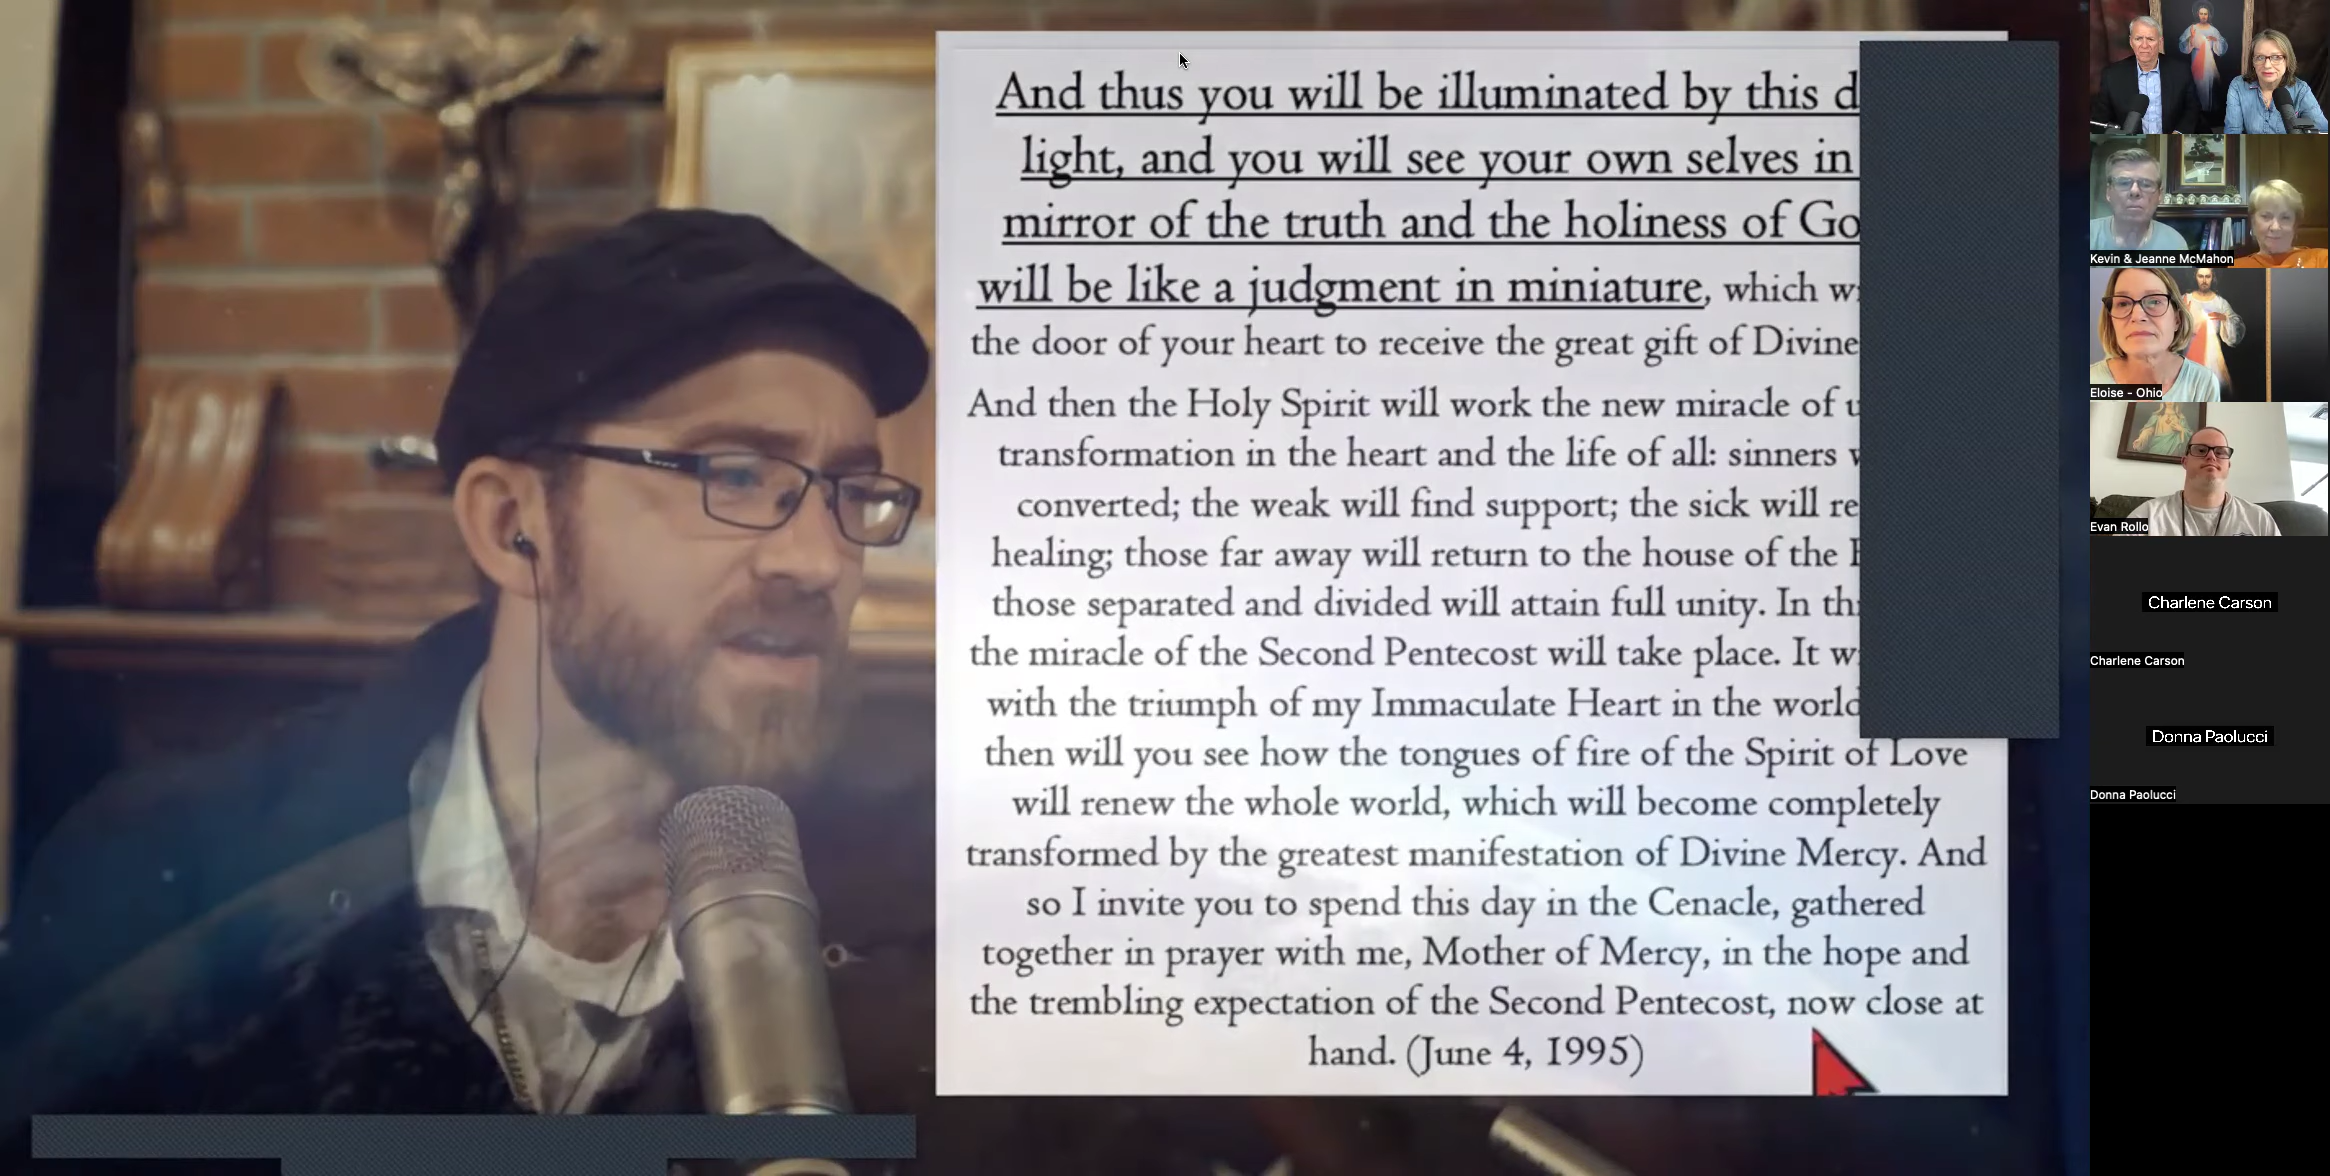 And thus you will be illuminated by this
light, and you will see your own selves in
mirror of the truth and the holiness of
will be like a judgment in miniature, which
the door of your heart to receive the great gift of Divine
And then the Holy Spirit will work the new miracle of
transformation in the heart and the life of all: sinners
converted; the weak will find support; the sick will
healing; those far away will return to the house of the
those separated and divided will attain full unity. In
the miracle of the Second Pentecost will take place. It
with the triumph of my Immaculate Heart in the
then will you see how the tongues of fire of the Spirit of Love
will renew the whole world, which will become completely
transformed by the greatest manifestation of Divine Mercy. And
so I invite you to spend this day in the Cenacle, gathered
together in prayer with me, Mother of Mercy, in the hope and
the trembling expectation of the Second Pentecost, now close at
hand. (June 4, 1995)
Kevin & Jeanne McMahon
Eloise - Ohio
Evan Rollo
Charlene Carson
Charlene Carson
Donna Paolucci
Donna Paolucci